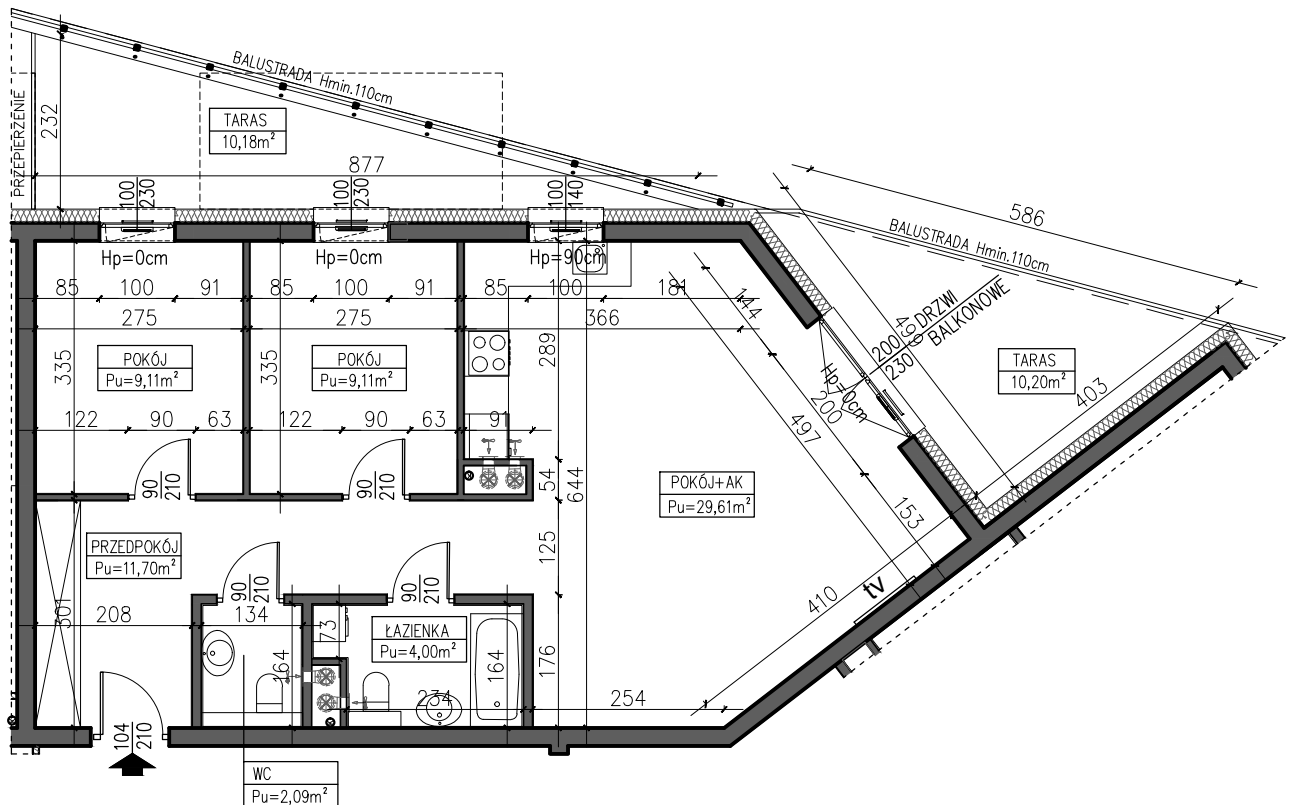 BALUSTRADA Hmin.110cm
PRZEPIERZENIE
232
TARAS
10,18m²
877
100
230
100
230
100
140
586
BALUSTRADA Hmin.110cm
Hp=0cm
Hp=0cm
Hp=90cm
85
100
91
85
100
91
85
100
181
275
275
366
144
499
200
230
DRZWI
BALKONOWE
TARAS
10,20m²
403
335
POKÓJ
Pu=9,11m²
335
POKÓJ
Pu=9,11m²
289
Hp=0cm
200
497
122
90
63
122
90
63
91
90
210
90
210
54
644
POKÓJ+AK
Pu=29,61m²
153
PRZEDPOKÓJ
Pu=11,70m²
125
301
208
90
210
134
90
210
410
tv
73
ŁAZIENKA
Pu=4,00m²
164
164
176
234
254
104
210
WC
Pu=2,09m²